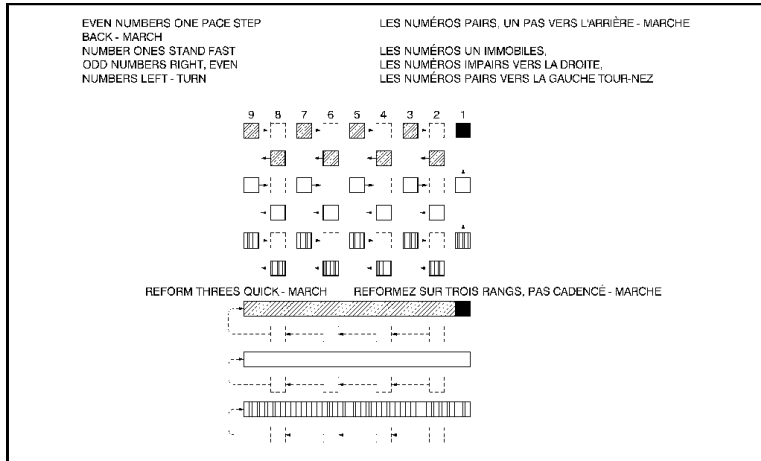 EVEN NUMBERS ONE PACE STEP
BACK - MARCH
NUMBER ONES STAND FAST
ODD NUMBERS RIGHT, EVEN
NUMBERS LEFT - TURN
LES NUMÉROS PAIRS, UN PAS VERS L'ARRIÈRE - MARCHE
LES NUMÉROS UN IMMOBILES,
LES NUMÉROS IMPAIRS VERS LA DROITE,
LES NUMÉROS PAIRS VERS LA GAUCHE TOUR-NEZ
9 8 7 6 5 4 3 2 1
REFORM THREES QUICK - MARCH
REFORMEZ SUR TROIS RANGS, PAS CADENCÉ - MARCHE